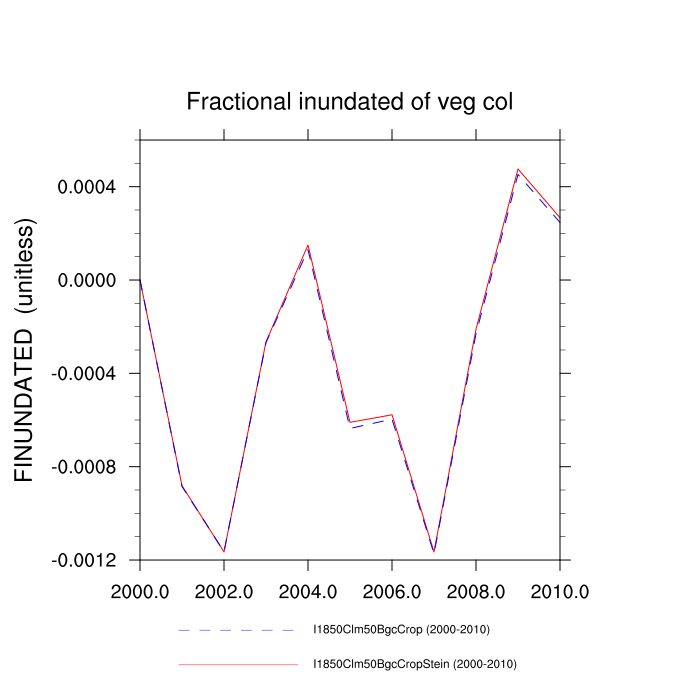 Fractional inundated of veg col
FINUNDATED (unitless)
0.0004
0.0000
-0.0004
-0.0008
-0.0012
2000.0 2002.0 2004.0 2006.0 2008.0 2010.0
I1850Clm50BgcCrop (2000-2010)
I1850Clm50BgcCropStein (2000-2010)